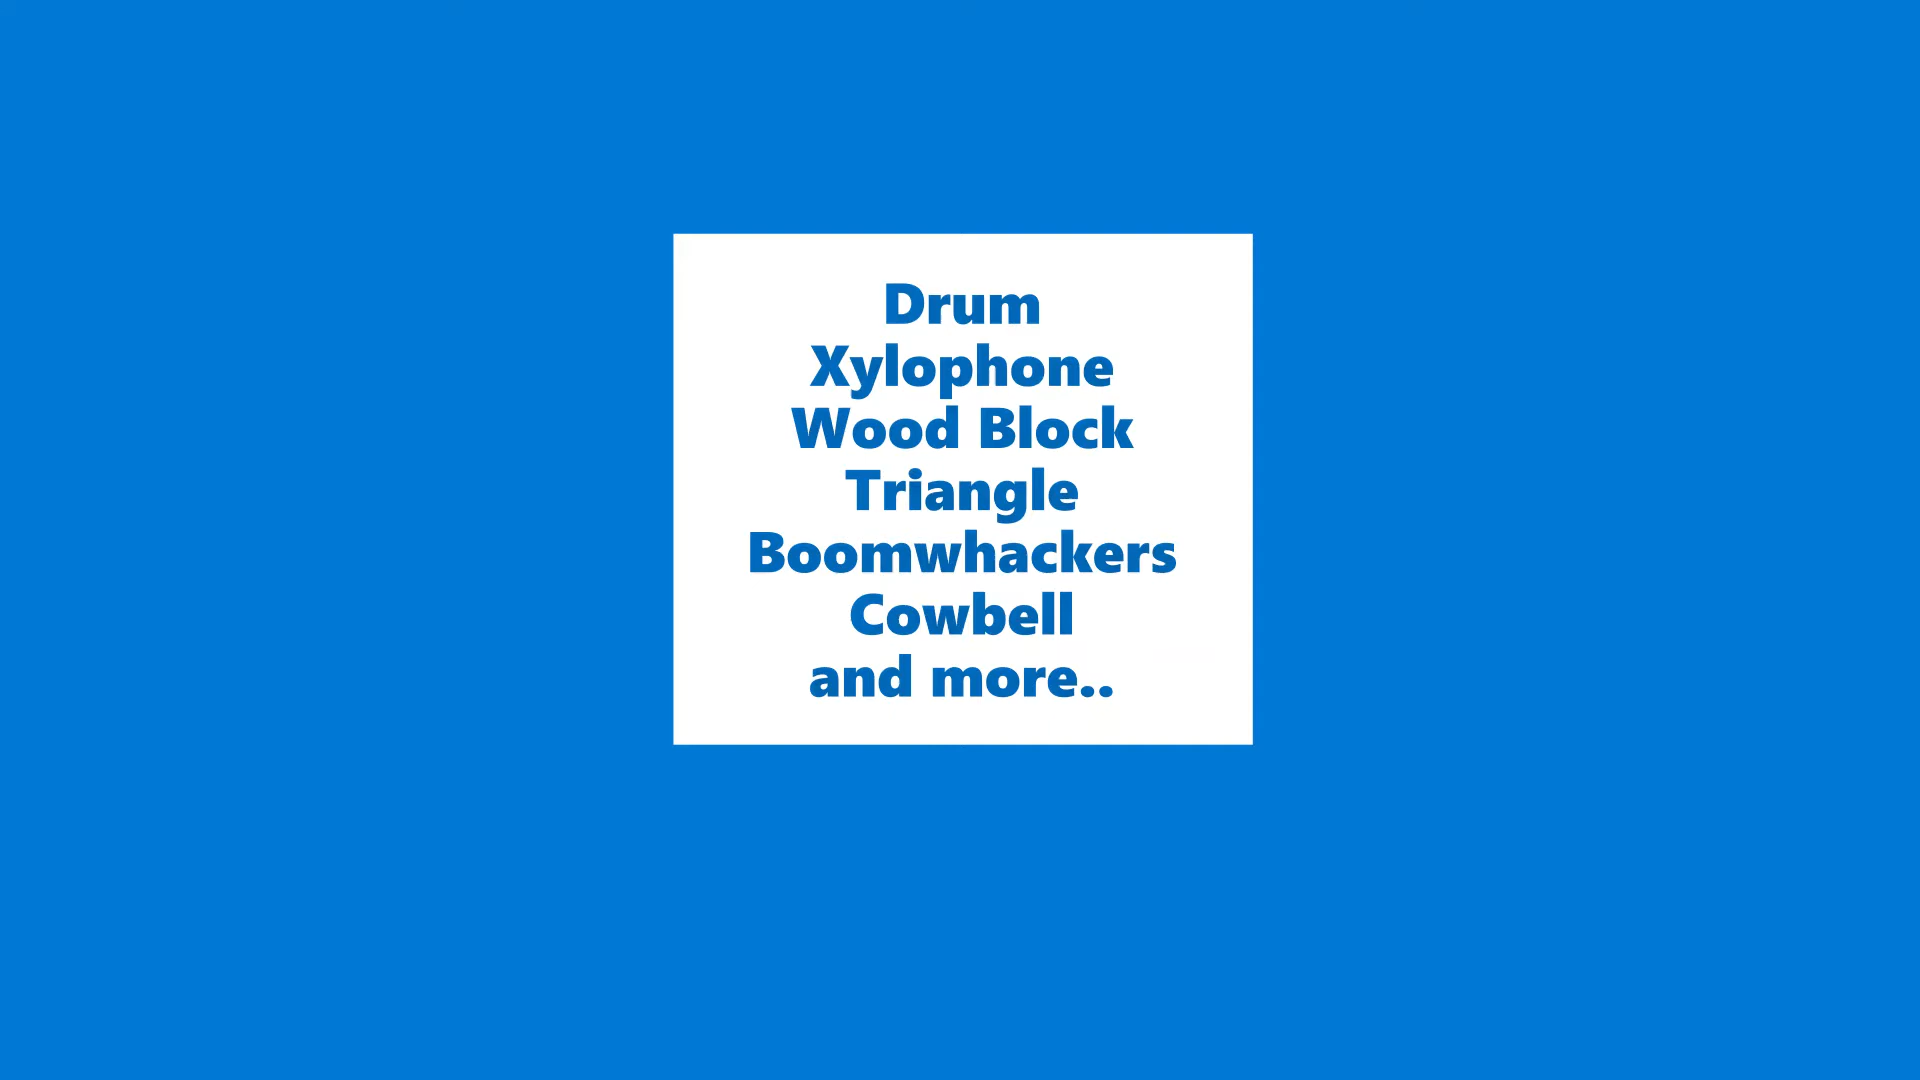 Drum
Xylophone
Wood Block
Triangle
Boomwhackers
Cowbell
and more..